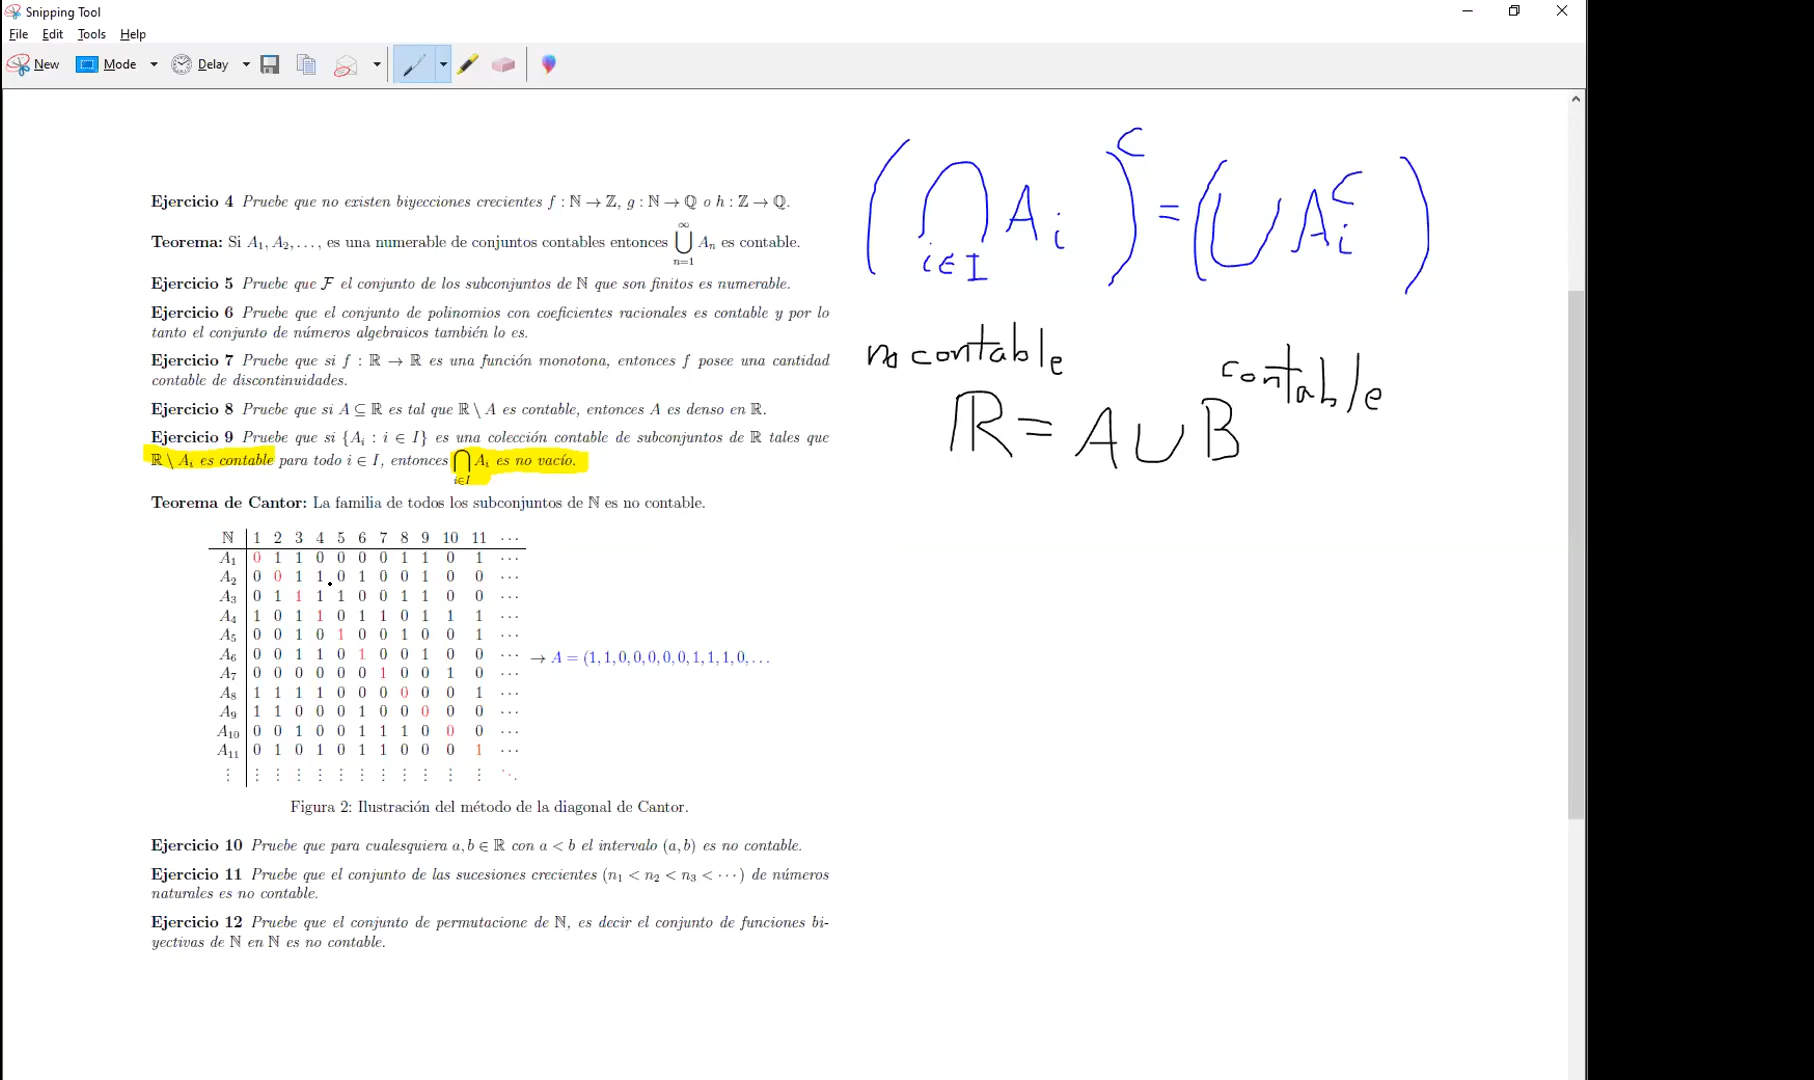 Snipping Tool
File Edit Tools Help
New Mode Delay
Ejercicio 4 Pruebe que no existen biyecciones crecientes f : ℕ → ℤ, g : ℕ → ℚ o h : ℤ → ℚ.
Teorema: Si A₁, A₂, . . . , es una numerable de conjuntos contables entonces ⋃_{n=1}^{∞} Aₙ es contable.
Ejercicio 5 Pruebe que ℱ el conjunto de los subconjuntos de ℕ que son finitos es numerable.
Ejercicio 6 Pruebe que el conjunto de polinomios con coeficientes racionales es contable y por lo
tanto el conjunto de números algebraicos también lo es.
Ejercicio 7 Pruebe que si f : ℝ → ℝ es una función monotona, entonces f posee una cantidad
contable de discontinuidades.
Ejercicio 8 Pruebe que si A ⊆ ℝ es tal que ℝ \ A es contable, entonces A es denso en ℝ.
Ejercicio 9 Pruebe que si {Aᵢ : i ∈ I} es una colección contable de subconjuntos de ℝ tales que
ℝ \ Aᵢ es contable para todo i ∈ I, entonces ⋂_{i∈I} Aᵢ es no vacío.
Teorema de Cantor: La familia de todos los subconjuntos de ℕ es no contable.
ℕ 1 2 3 4 5 6 7 8 9 10 11 ···
A₁ 0 1 1 0 0 0 0 1 1 0 1 ···
A₂ 0 0 1 1 0 1 0 0 1 0 0 ···
A₃ 0 1 1 1 1 0 0 1 1 0 0 ···
A₄ 1 0 1 1 0 1 1 0 1 1 1 ···
A₅ 0 0 1 0 1 0 0 1 0 0 1 ···
A₆ 0 0 1 1 0 1 0 0 1 0 0 ··· → A = (1, 1, 0, 0, 0, 0, 0, 1, 1, 1, 0, . . .
A₇ 0 0 0 0 0 0 1 0 0 1 0 ···
A₈ 1 1 1 1 0 0 0 0 0 0 1 ···
A₉ 1 1 0 0 0 1 0 0 0 0 0 ···
A₁₀ 0 0 1 0 0 1 1 1 0 0 0 ···
A₁₁ 0 1 0 1 0 1 1 0 0 0 1 ···
⋮ ⋮ ⋮ ⋮ ⋮ ⋮ ⋮ ⋮ ⋮ ⋮ ⋮ ⋮ ⋱
Figura 2: Ilustración del método de la diagonal de Cantor.
Ejercicio 10 Pruebe que para cualesquiera a, b ∈ ℝ con a < b el intervalo (a, b) es no contable.
Ejercicio 11 Pruebe que el conjunto de las sucesiones crecientes (n₁ < n₂ < n₃ < ···) de números
naturales es no contable.
Ejercicio 12 Pruebe que el conjunto de permutacione de ℕ, es decir el conjunto de funciones bi-
yectivas de ℕ en ℕ es no contable.
(⋂_{i∈I} Aᵢ)^c = (⋃ Aᵢ^c)
no contable
contable
ℝ = A ∪ B